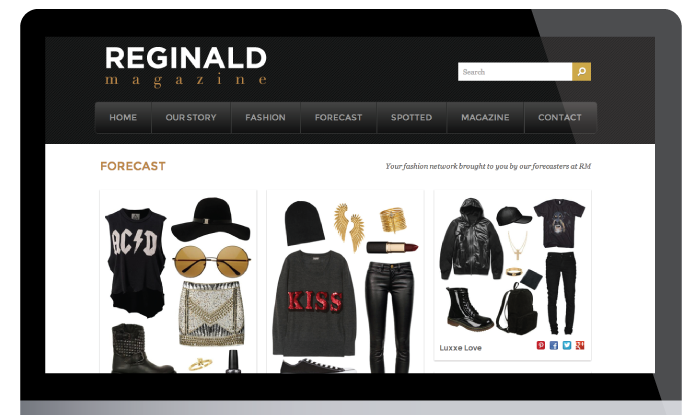 REGINALD
magazine
Search
HOME OUR STORY FASHION FORECAST SPOTTED MAGAZINE CONTACT
FORECAST
Your fashion network brought to you by our forecasters at RM
AC⚡D
KISS
Luxxe Love